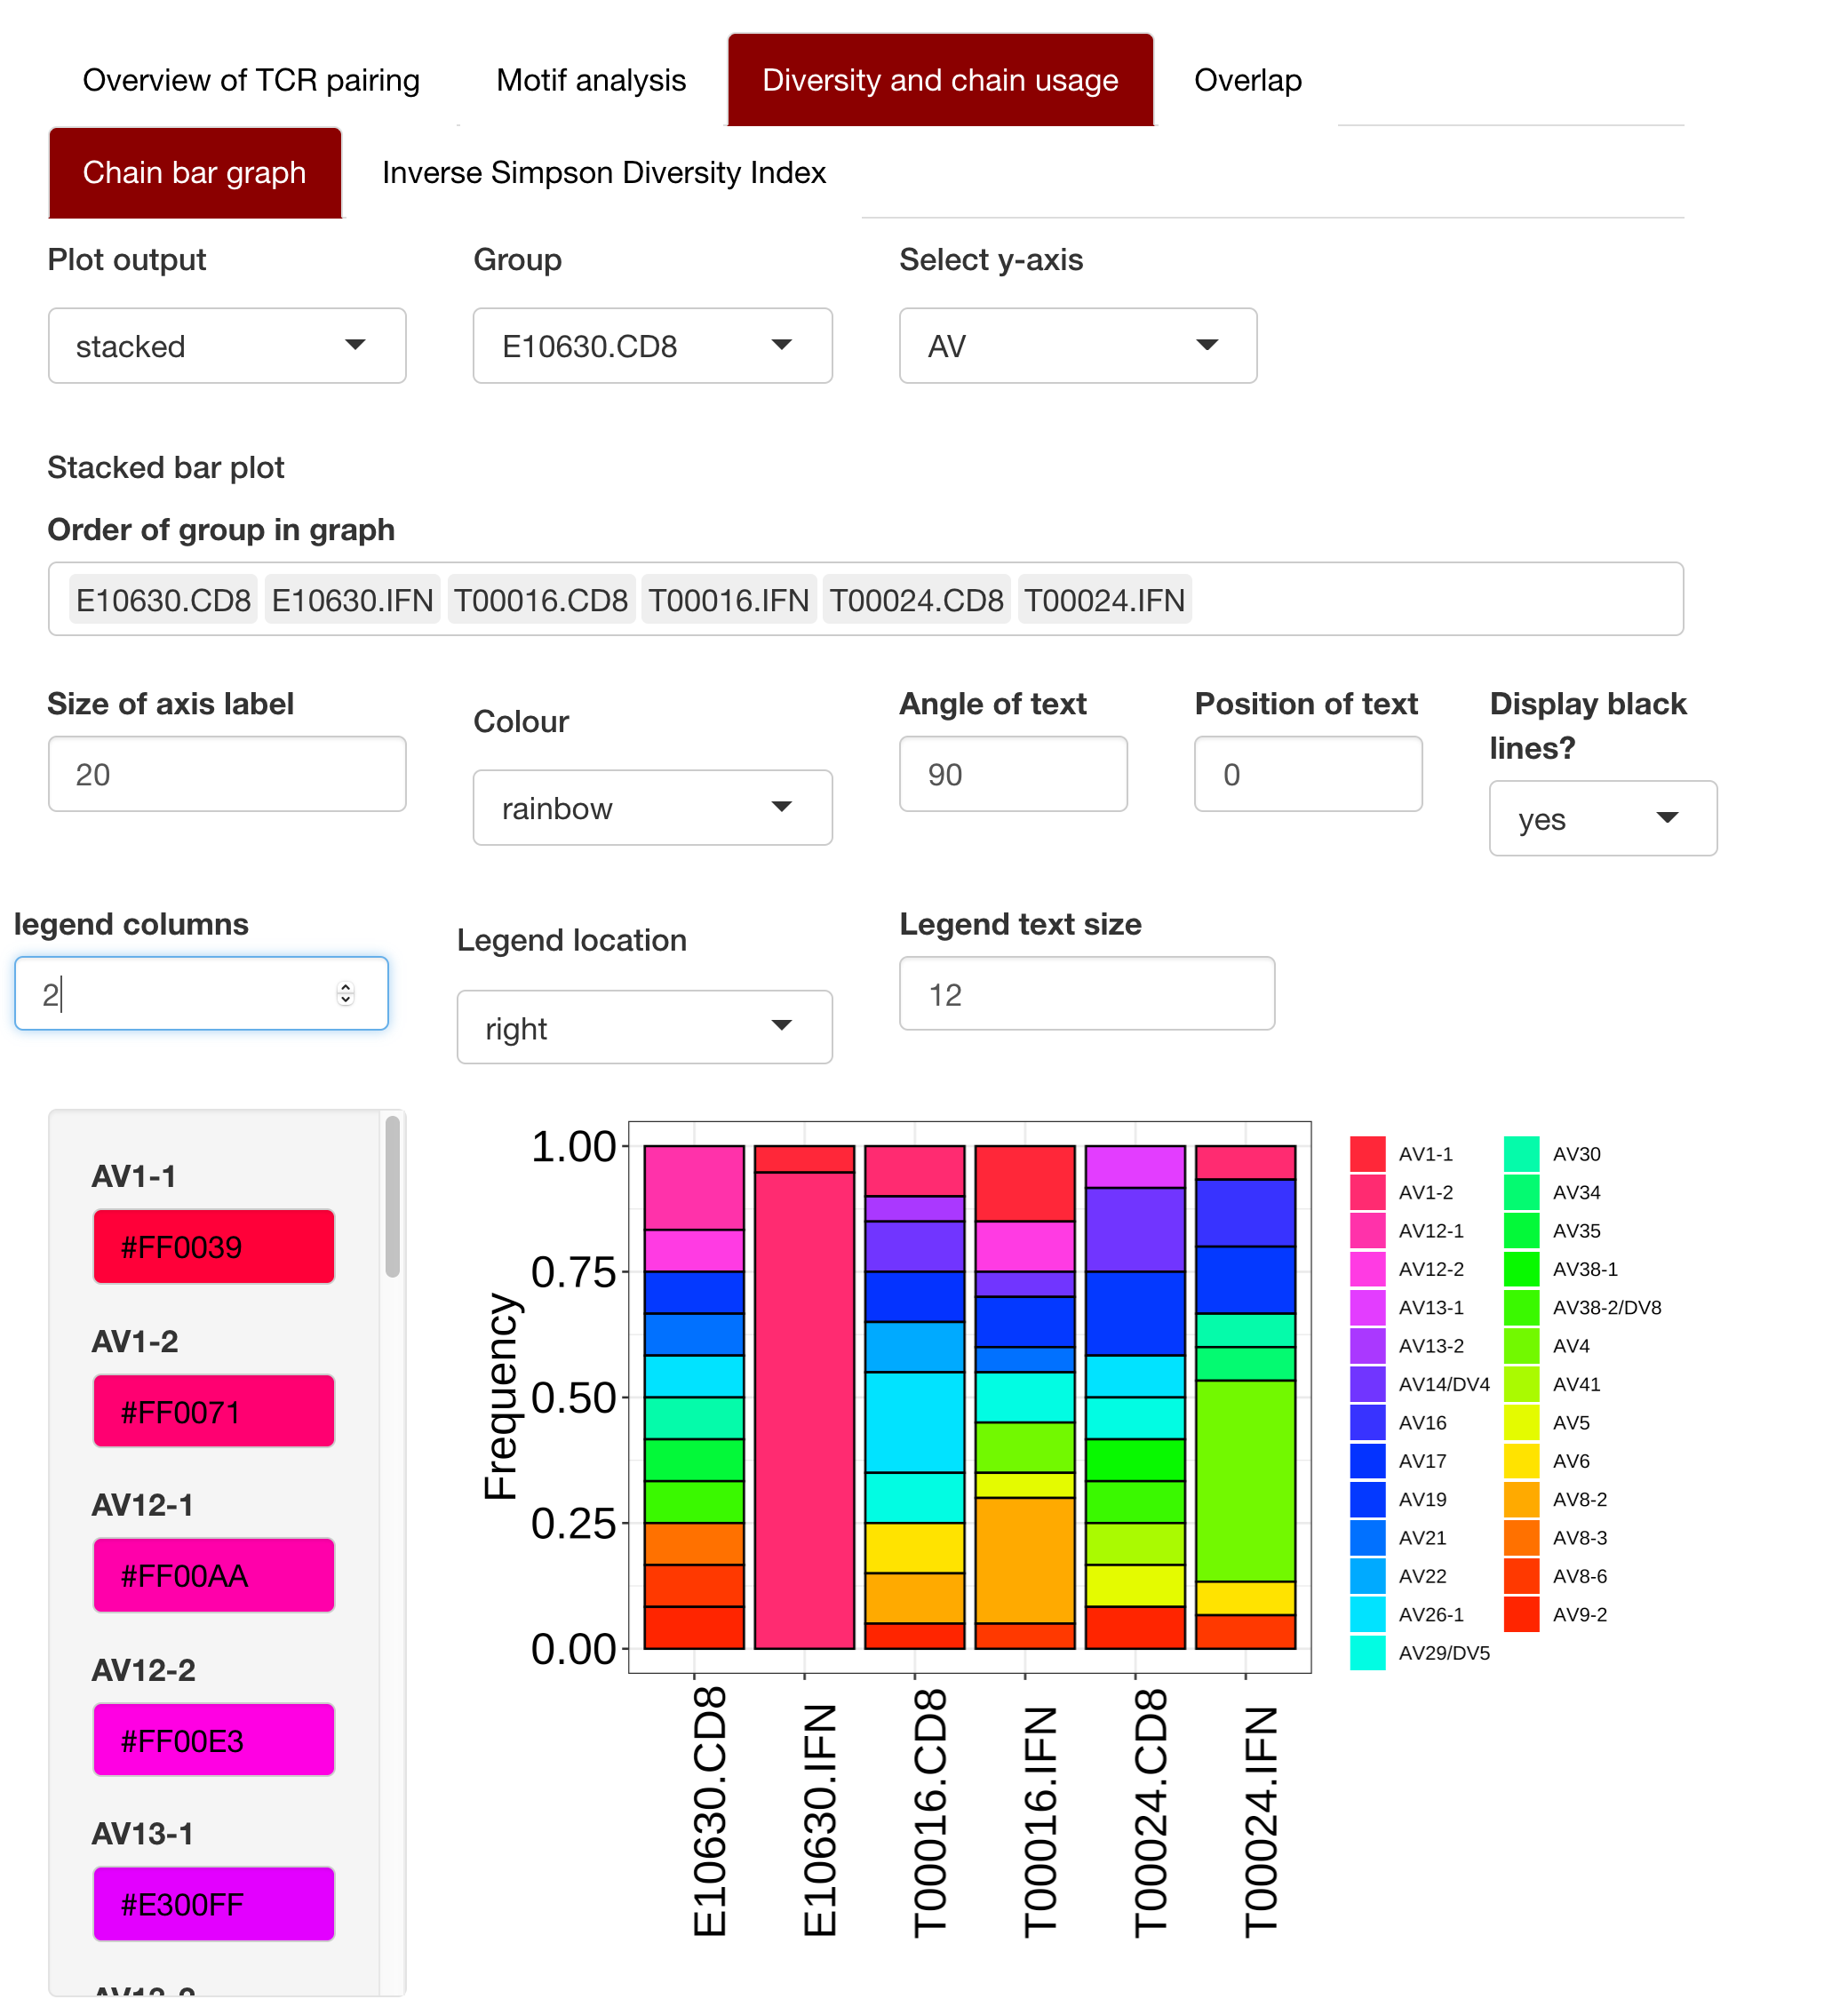 Overview of TCR pairing Motif analysis Diversity and chain usage Overlap
Chain bar graph Inverse Simpson Diversity Index
Plot output Group Select y-axis
stacked E10630.CD8 AV
Stacked bar plot
Order of group in graph
E10630.CD8 E10630.IFN T00016.CD8 T00016.IFN T00024.CD8 T00024.IFN
Size of axis label Colour Angle of text Position of text Display black
lines?
20 rainbow 90 0 yes
legend columns Legend location Legend text size
2 right 12
AV1-1
#FF0039
AV1-2
#FF0071
AV12-1
#FF00AA
AV12-2
#FF00E3
AV13-1
#E300FF
Frequency
1.00
0.75
0.50
0.25
0.00
E10630.CD8
E10630.IFN
T00016.CD8
T00016.IFN
T00024.CD8
T00024.IFN
AV1-1 AV30
AV1-2 AV34
AV12-1 AV35
AV12-2 AV38-1
AV13-1 AV38-2/DV8
AV13-2 AV4
AV14/DV4 AV41
AV16 AV5
AV17 AV6
AV19 AV8-2
AV21 AV8-3
AV22 AV8-6
AV26-1 AV9-2
AV29/DV5